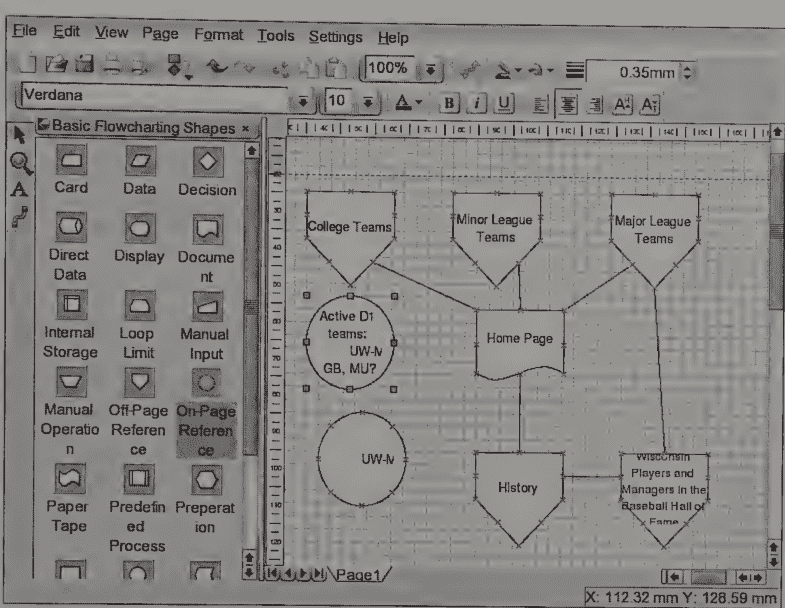 File Edit View Page Format Tools Settings Help
100% 0.35mm
Verdana 10 A B i U
Basic Flowcharting Shapes ×
A
Card Data Decision
Direct Display Docume
Data nt
Internal Loop Manual
Storage Limit Input
Manual Off-Page On-Page
Operatio Referen Referen
n ce ce
Paper Predefin Preperat
Tape ed ion
Process
College Teams
Minor League
Teams
Major League
Teams
Active D1
teams:
UW-M
GB, MU?
Home Page
UW-M
History
Wisconsin
Players and
Managers in the
Baseball Hall of
Fame
Page1
X: 112.32 mm Y: 128.59 mm